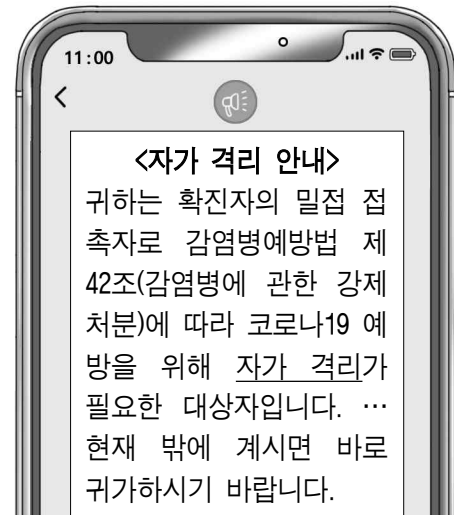 11:00
<자가 격리 안내>
귀하는 확진자의 밀접 접
촉자로 감염병예방법 제
42조(감염병에 관한 강제
처분)에 따라 코로나19 예
방을 위해 자가 격리가
필요한 대상자입니다. …
현재 밖에 계시면 바로
귀가하시기 바랍니다.